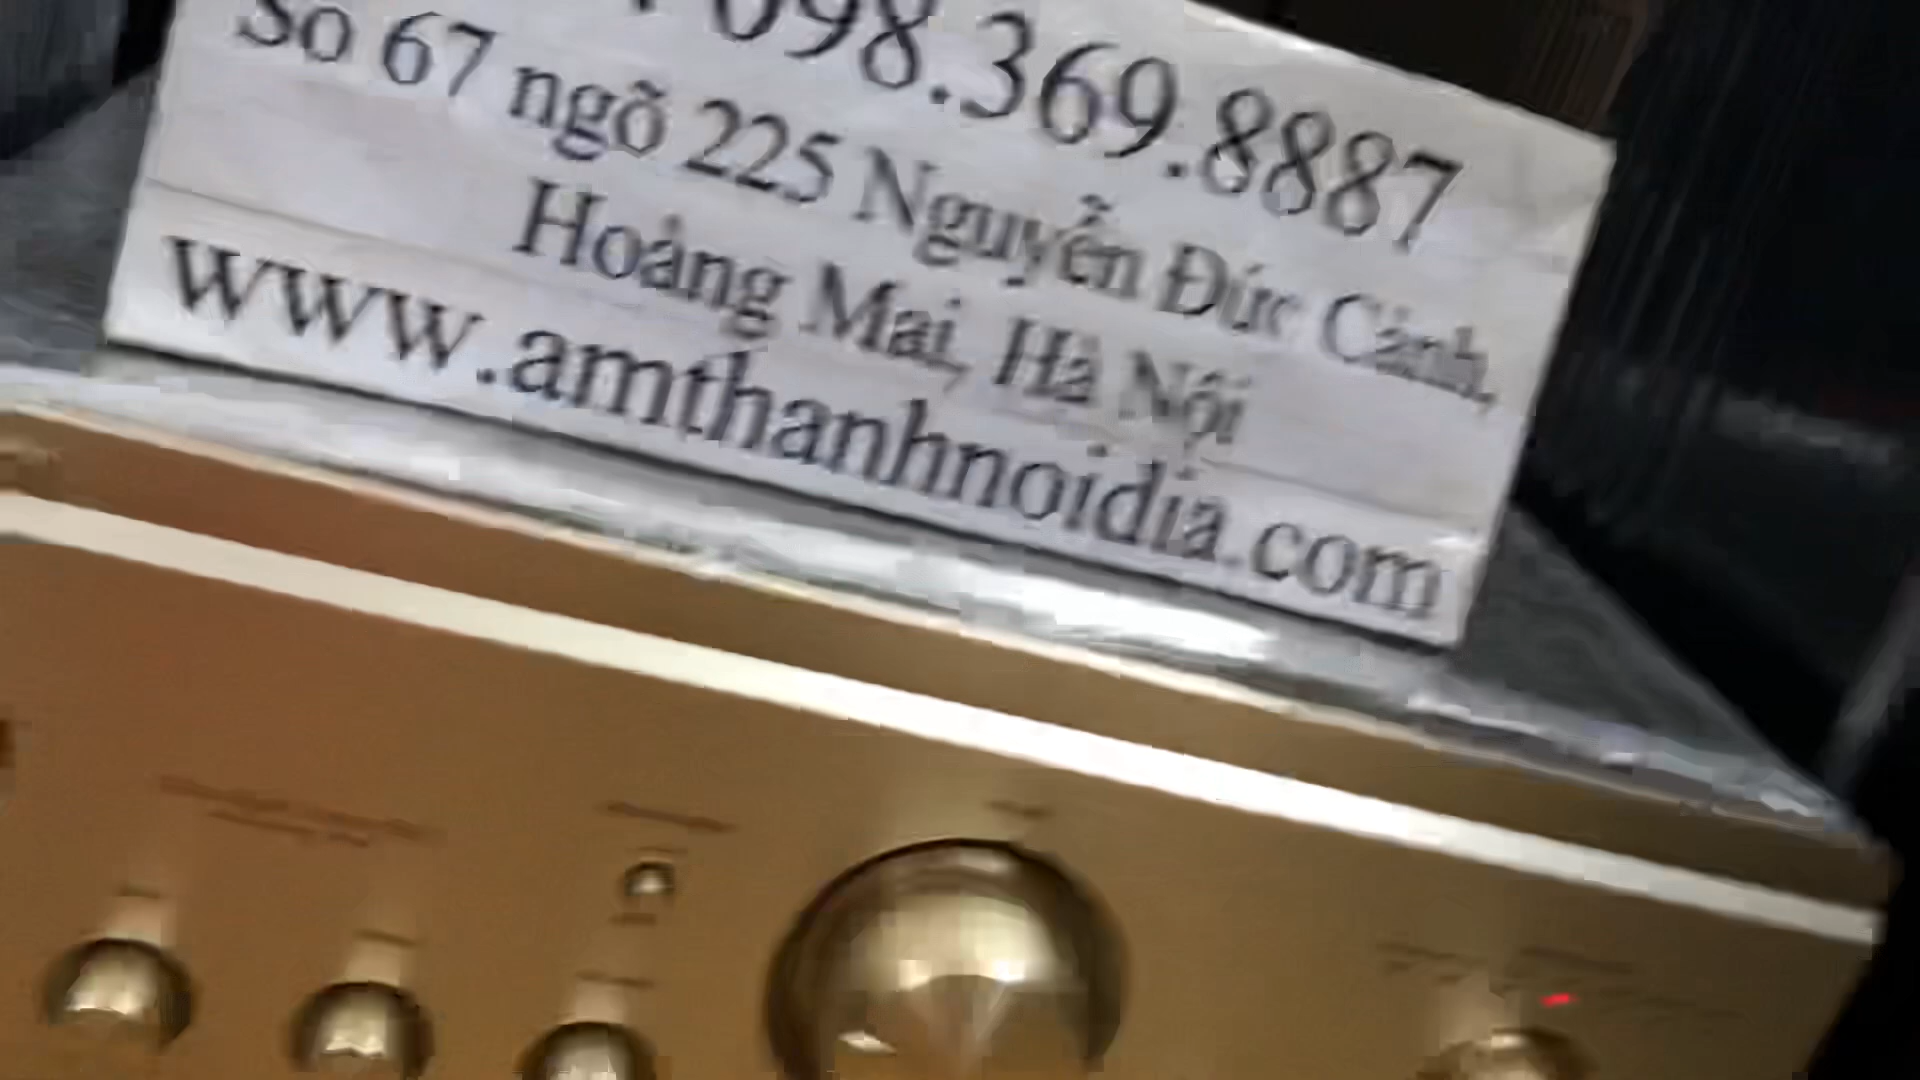 098.369.8887
Số 67 ngõ 225 Nguyễn Đức Cảnh,
Hoàng Mai, Hà Nội
www.amthanhnoidia.com